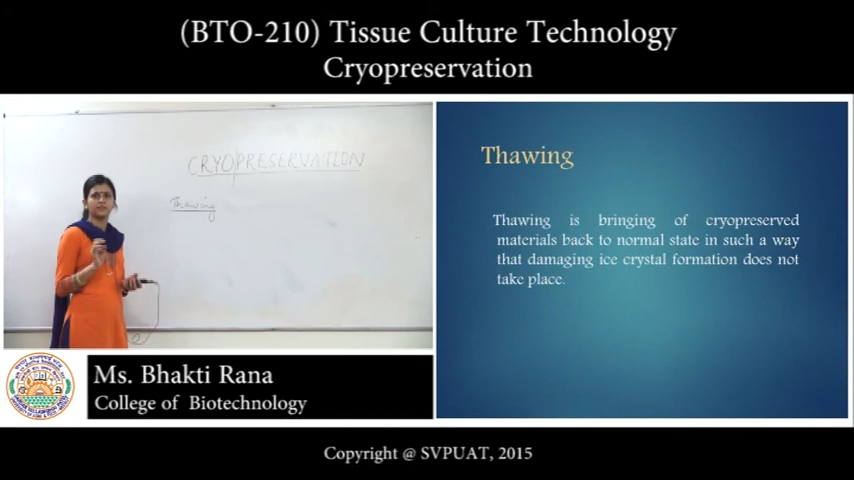 (BTO-210) Tissue Culture Technology
Cryopreservation
CRYOPRESERVATION
Thawing
Thawing
Thawing is bringing of cryopreserved
materials back to normal state in such a way
that damaging ice crystal formation does not
take place.
Ms. Bhakti Rana
College of Biotechnology
Copyright @ SVPUAT, 2015